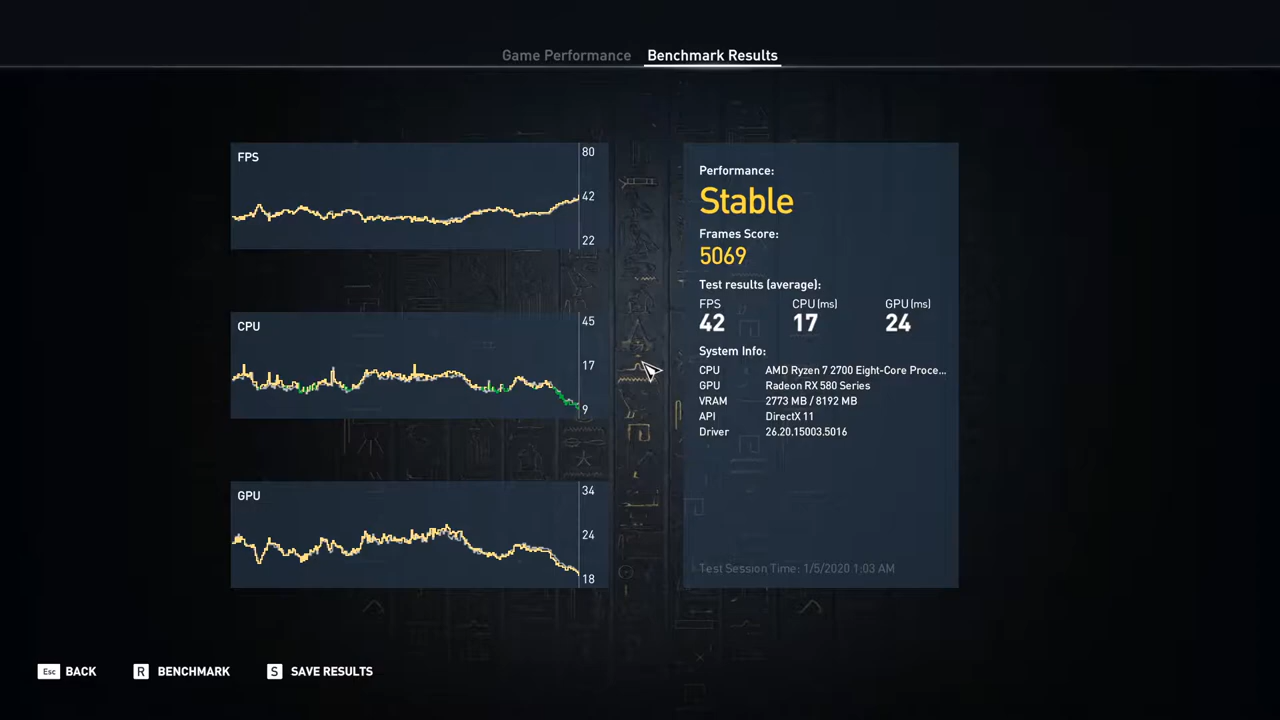 Game Performance Benchmark Results
FPS
80
42
22
CPU
45
17
9
GPU
34
24
18
Performance:
Stable
Frames Score:
5069
Test results (average):
FPS CPU (ms) GPU (ms)
42 17 24
System Info:
CPU AMD Ryzen 7 2700 Eight-Core Proce...
GPU Radeon RX 580 Series
VRAM 2773 MB / 8192 MB
API DirectX 11
Driver 26.20.15003.5016
Test Session Time: 1/5/2020 1:03 AM
Esc BACK R BENCHMARK S SAVE RESULTS